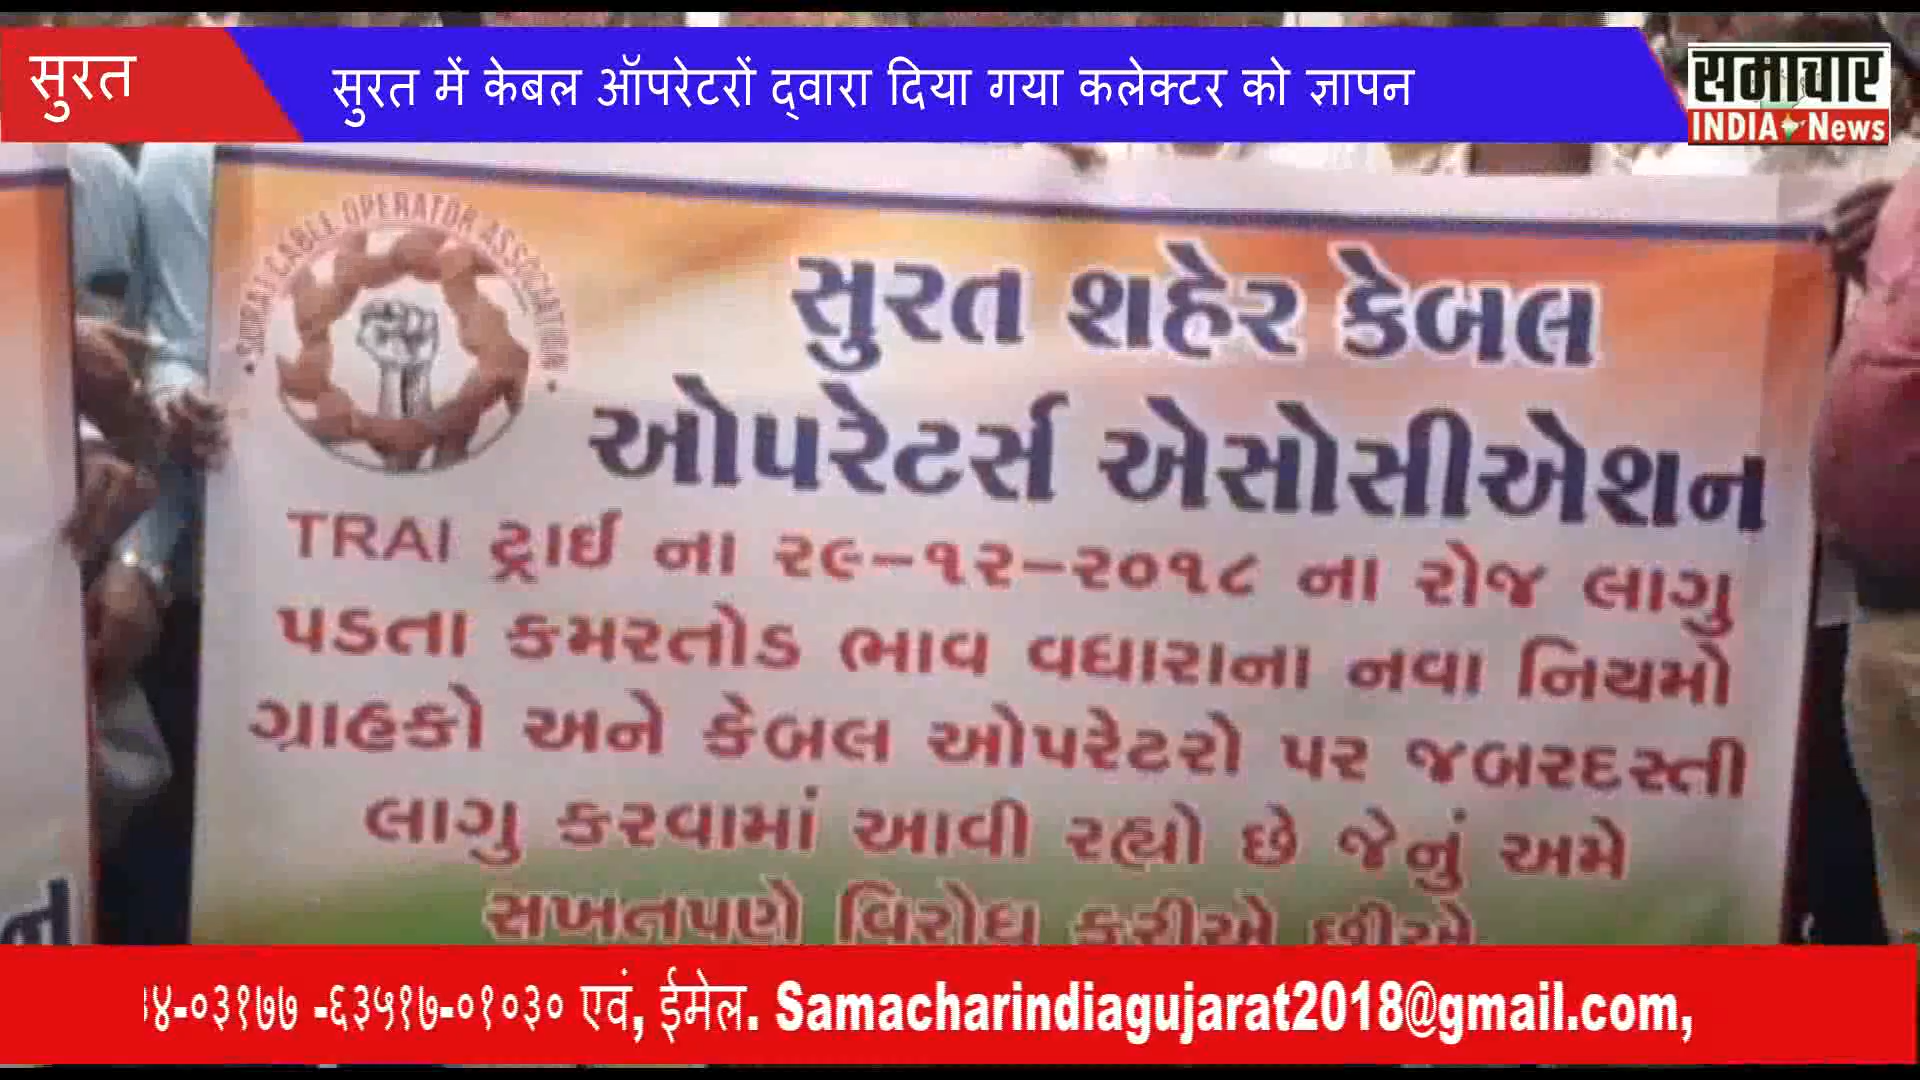 सुरत
सुरत में केबल ऑपरेटरों द्वारा दिया गया कलेक्टर को ज्ञापन
समाचार
INDIA News
SURAT CABLE OPERATOR ASSOCIATION
સુરત શહેર કેબલ
ઓપરેટર્સ એસોસીએશન
TRAI ટ્રાઈ ના ૨૯-૧૨-૨૦૧૮ ના રોજ લાગુ
પડતા કમરતોડ ભાવ વધારાના નવા નિયમો
ગ્રાહકો અને કેબલ ઓપરેટરો પર જબરદસ્તી
લાગુ કરવામાં આવી રહ્યો છે જેનું અમે
સખતપણે વિરોધ કરીએ છીએ
४-०३१७७ -६३५१७-०१०३० एवं, ईमेल. Samacharindiagujarat2018@gmail.com,